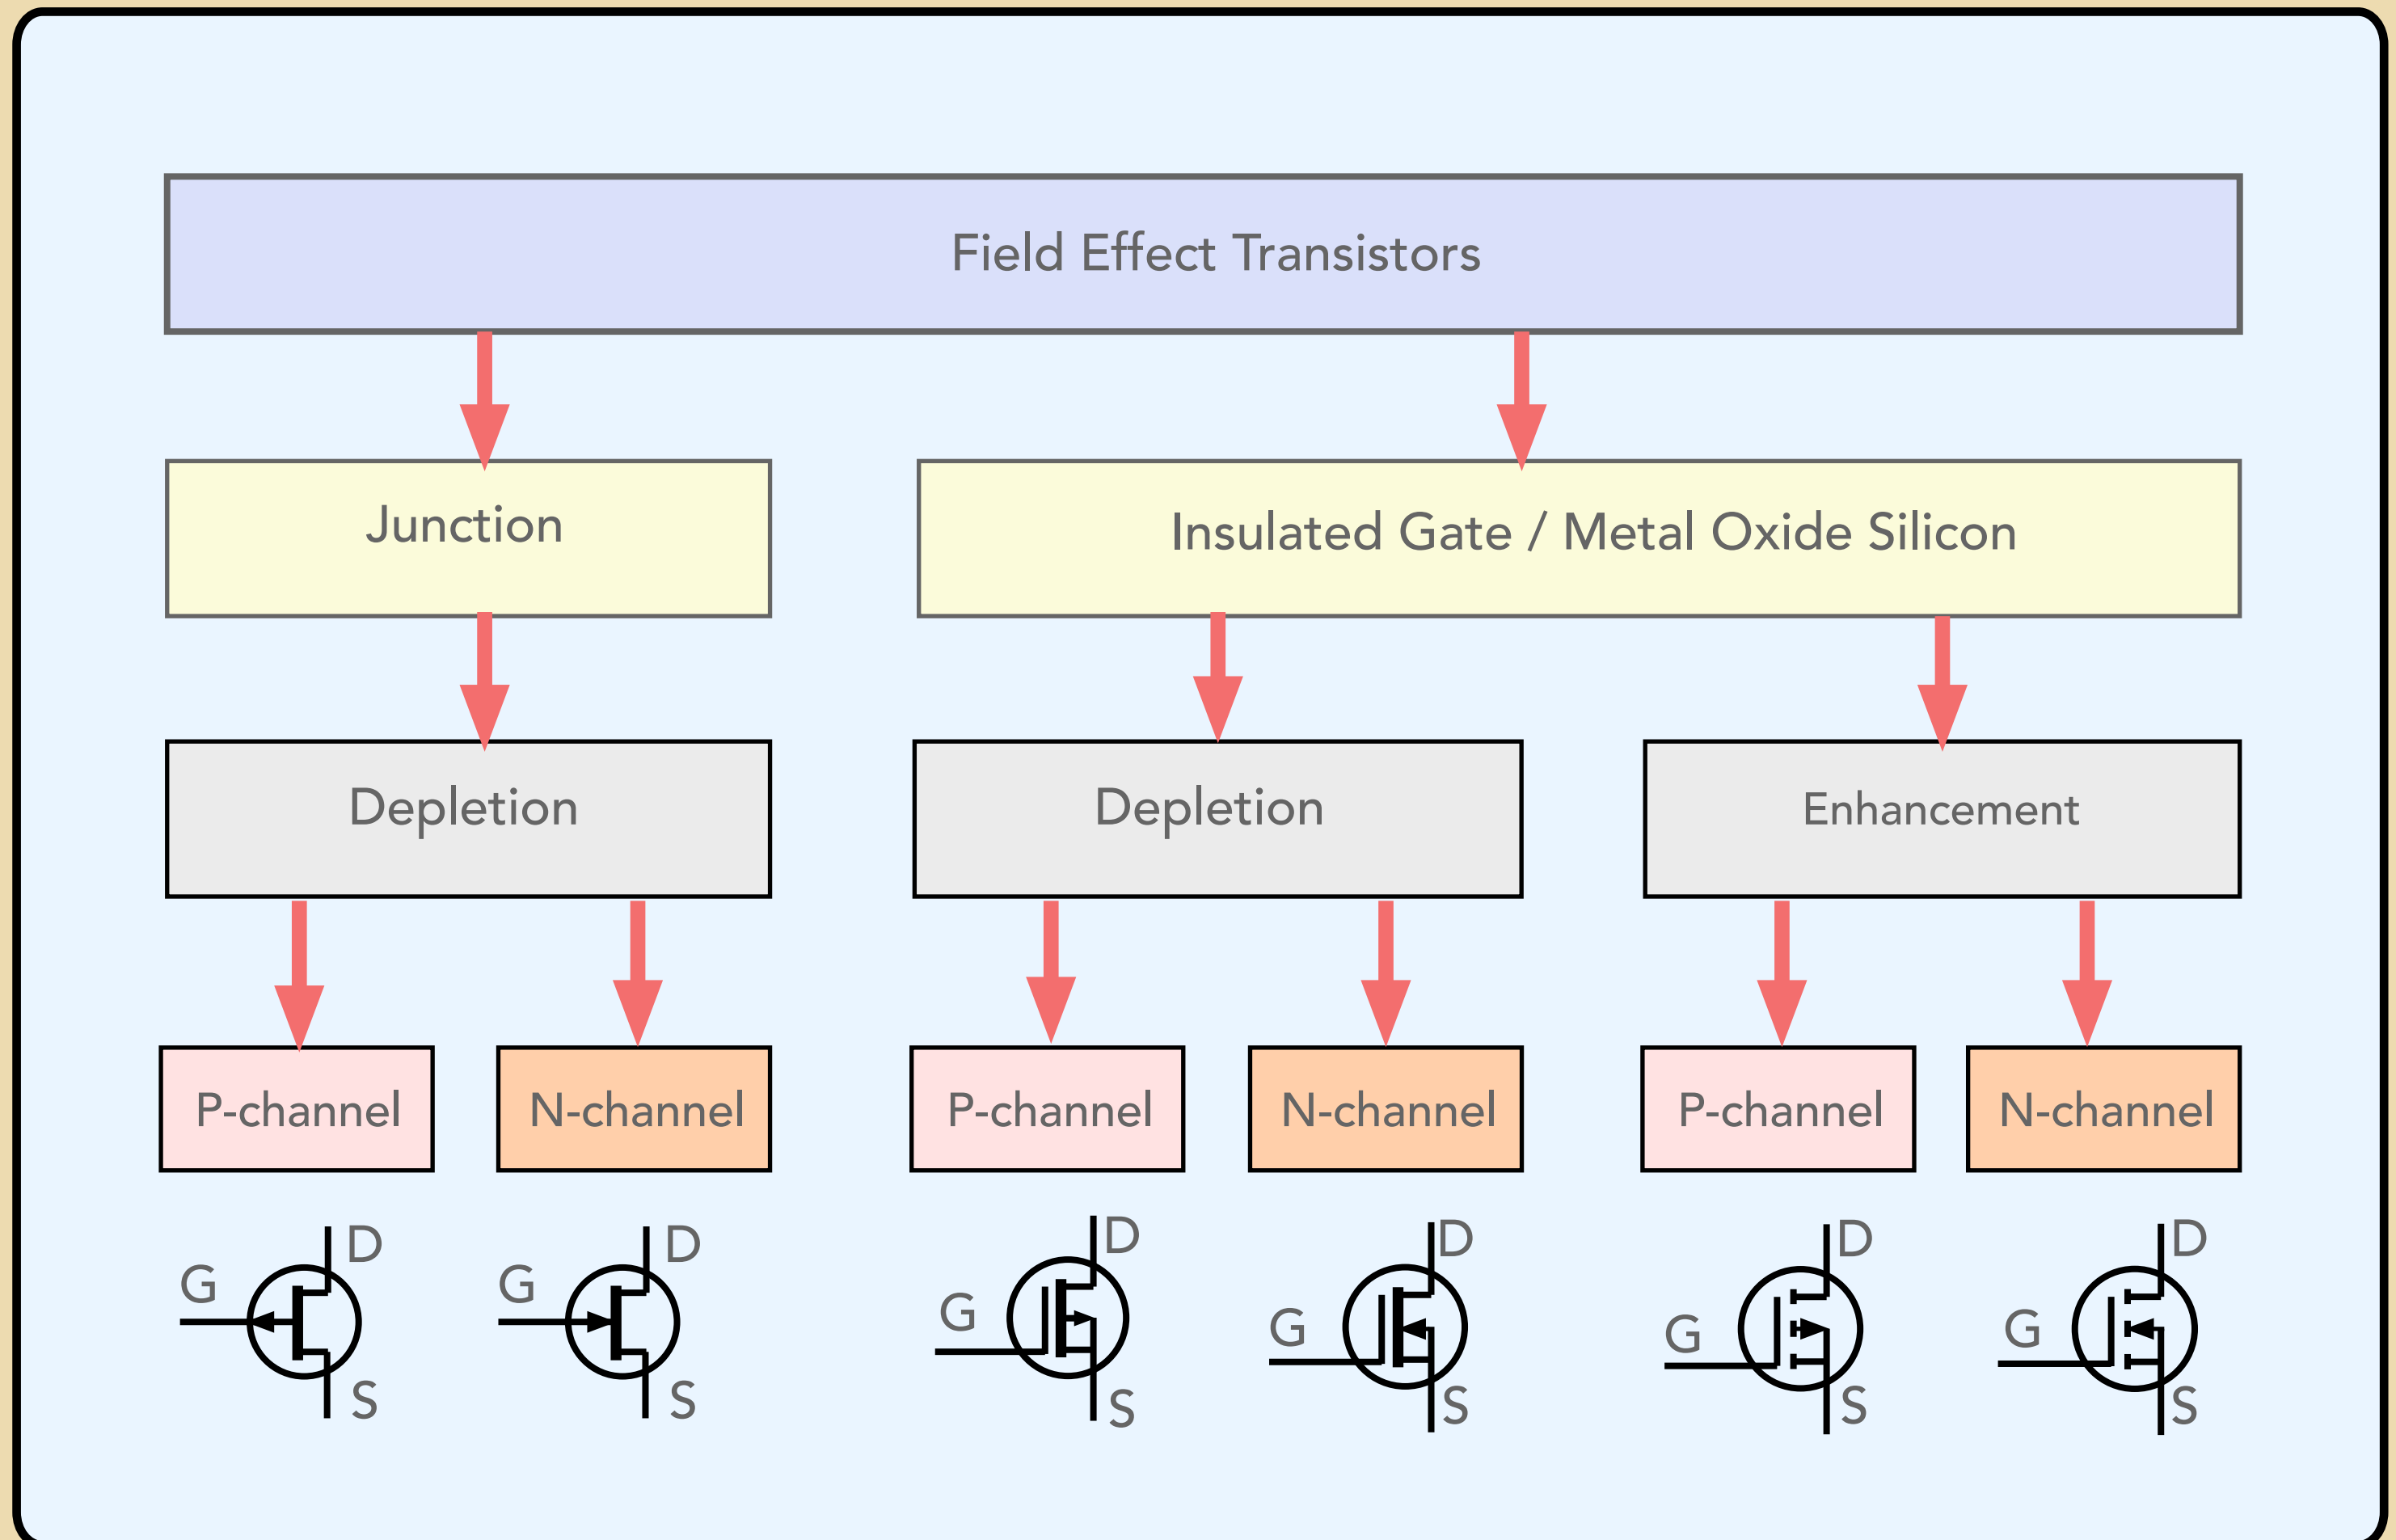 Field Effect Transistors
Junction
Insulated Gate / Metal Oxide Silicon
Depletion
Depletion
Enhancement
P-channel
N-channel
P-channel
N-channel
P-channel
N-channel
G
D
S
G
D
S
G
D
S
G
D
S
G
D
S
G
D
S